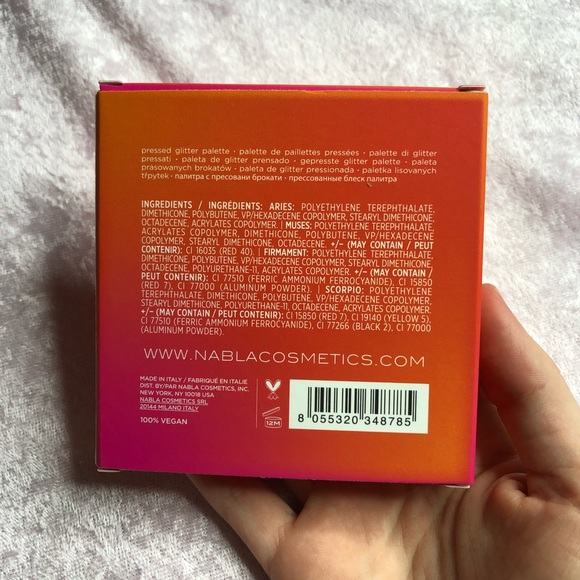 pressed glitter palette • palette de paillettes pressées • palette di glitter
pressati • paleta de glitter prensado • gepresste glitter palette • paleta
prasowanych brokatów • paleta de glitter pressionada • paletka lisovaných
třpytek • палитра с пресовани брокати • прессованные блеск палитра
INGREDIENTS / INGRÉDIENTS: ARIES: POLYETHYLENE TEREPHTHALATE,
DIMETHICONE, POLYBUTENE, VP/HEXADECENE COPOLYMER, STEARYL DIMETHICONE,
OCTADECENE, ACRYLATES COPOLYMER. | MUSES: POLYETHYLENE TEREPHTHALATE,
ACRYLATES COPOLYMER, DIMETHICONE, POLYBUTENE, VP/HEXADECENE
COPOLYMER, STEARYL DIMETHICONE, OCTADECENE. +/– (MAY CONTAIN / PEUT
CONTENIR): CI 16035 (RED 40). | FIRMAMENT: POLYETHYLENE TEREPHTHALATE,
DIMETHICONE, POLYBUTENE, VP/HEXADECENE COPOLYMER, STEARYL DIMETHICONE,
OCTADECENE, POLYURETHANE-11, ACRYLATES COPOLYMER. +/– (MAY CONTAIN /
PEUT CONTENIR): CI 77510 (FERRIC AMMONIUM FERROCYANIDE), CI 15850
(RED 7), CI 77000 (ALUMINUM POWDER). | SCORPIO: POLYETHYLENE
TEREPHTHALATE, DIMETHICONE, POLYBUTENE, VP/HEXADECENE COPOLYMER,
STEARYL DIMETHICONE, POLYURETHANE-11, OCTADECENE, ACRYLATES COPOLYMER.
+/– (MAY CONTAIN / PEUT CONTENIR): CI 15850 (RED 7), CI 19140 (YELLOW 5),
CI 77510 (FERRIC AMMONIUM FERROCYANIDE), CI 77266 (BLACK 2), CI 77000
(ALUMINUM POWDER).
WWW.NABLACOSMETICS.COM
MADE IN ITALY / FABRIQUÉ EN ITALIE
DIST. BY/PAR NABLA COSMETICS, INC.
NEW YORK, NY 10018 USA
NABLA COSMETICS SRL
20144 MILANO ITALY
100% VEGAN
12M
8 055320 348785